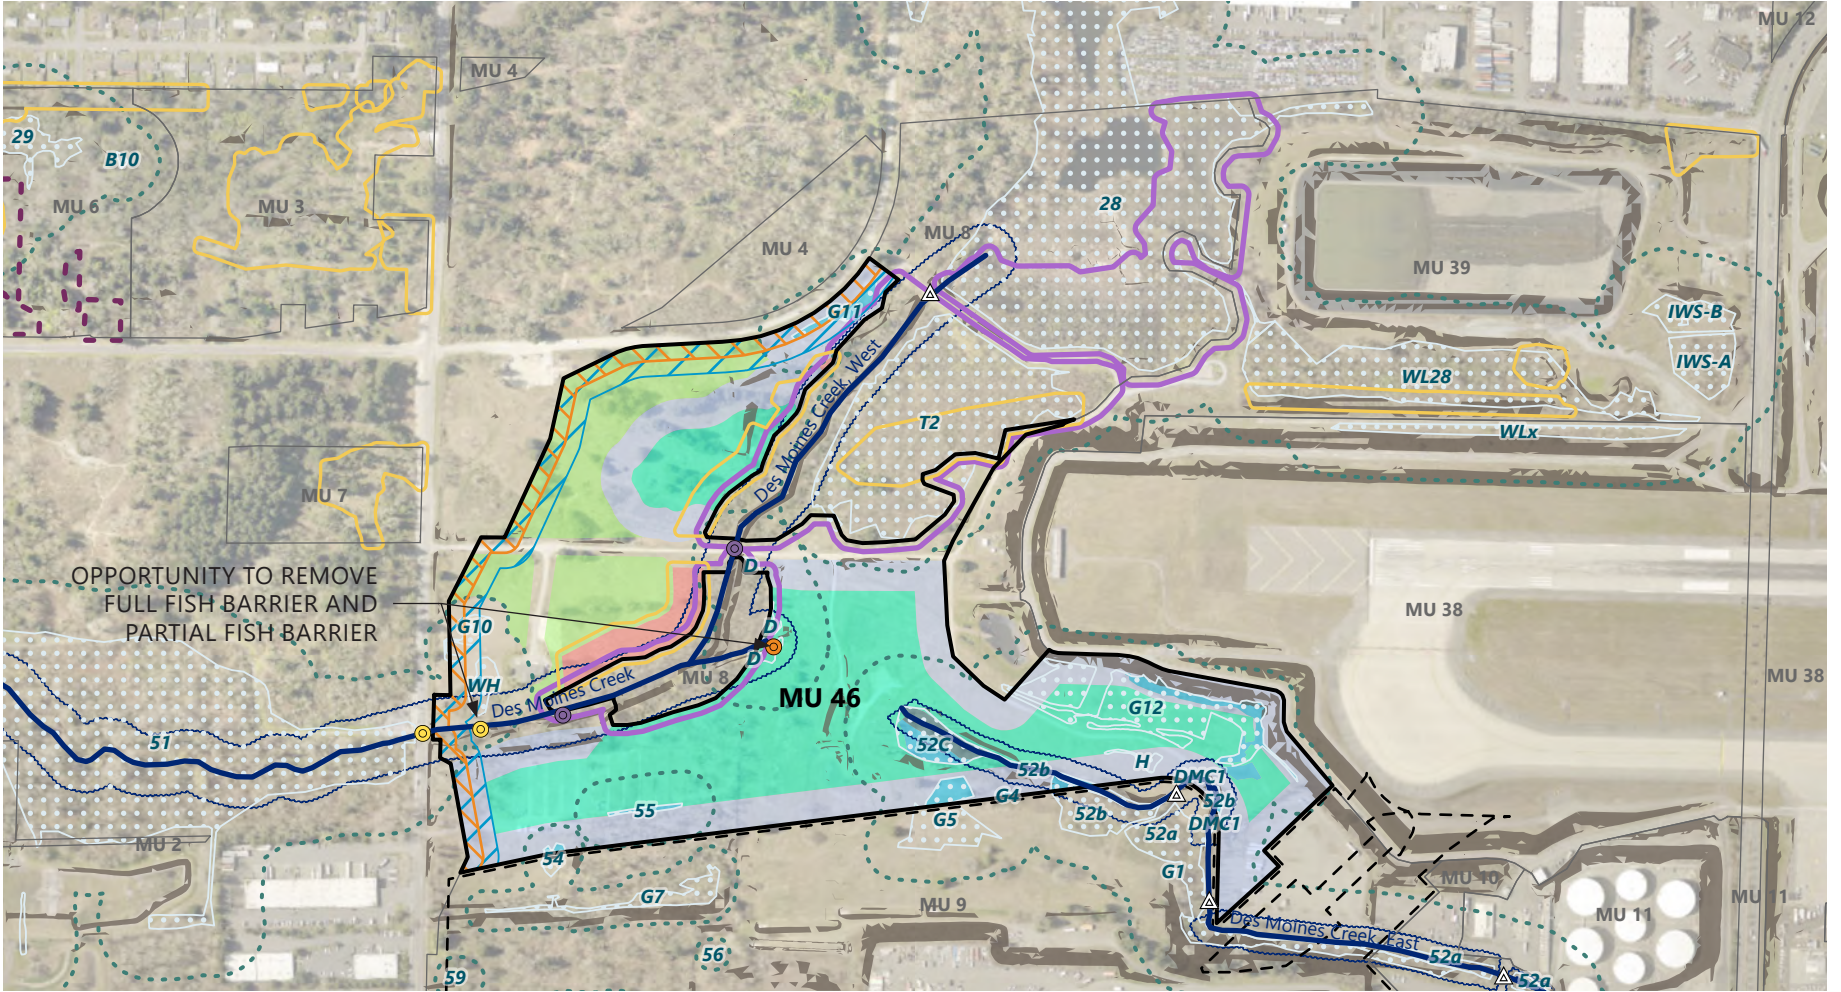 MU 12
MU 4
29
B10
MU 6
MU 3
28
MU 8
MU 4
MU 39
G11
IWS-B
IWS-A
Des Moines Creek, West
WL28
T2
WLx
MU 7
OPPORTUNITY TO REMOVE
FULL FISH BARRIER AND
PARTIAL FISH BARRIER
D
G10
D
D
MU 38
MU 38
WH
MU 8
Des Moines Creek
MU 46
G12
51
52C
H
52b
DMC1
G4
52b
52b
G5
DMC1
52a
55
MU 2
54
G1
G7
MU 9
MU 10
MU 11
MU 11
Des Moines Creek, East
56
52a
59
52a